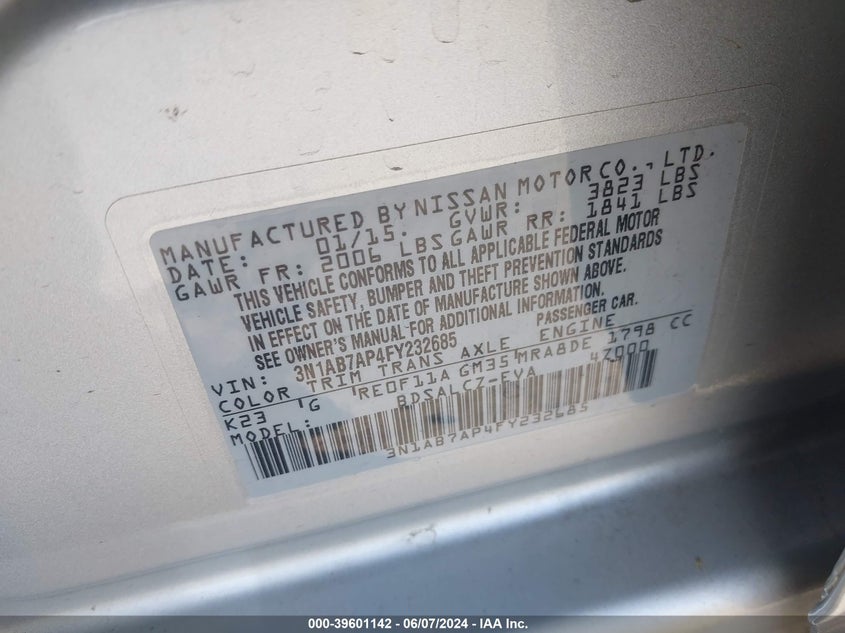 MANUFACTURED BY NISSAN MOTOR CO., LTD.
DATE: 01/15. GVWR: 3823 LBS
GAWR FR: 2006 LBS GAWR RR: 1841 LBS
THIS VEHICLE CONFORMS TO ALL APPLICABLE FEDERAL MOTOR
VEHICLE SAFETY, BUMPER AND THEFT PREVENTION STANDARDS
IN EFFECT ON THE DATE OF MANUFACTURE SHOWN ABOVE.
SEE OWNER'S MANUAL FOR ADDITIONAL INFORMATION.
VIN: 3N1AB7AP4FY232685 PASSENGER CAR.
COLOR TRIM TRANS AXLE ENGINE
K23 G RE0F11A GM35 MRA8DE 1798 CC
MODEL: BDSALCZ-EVA 4Z000
3N1AB7AP4FY232685
000-39601142 - 06/07/2024 - IAA Inc.